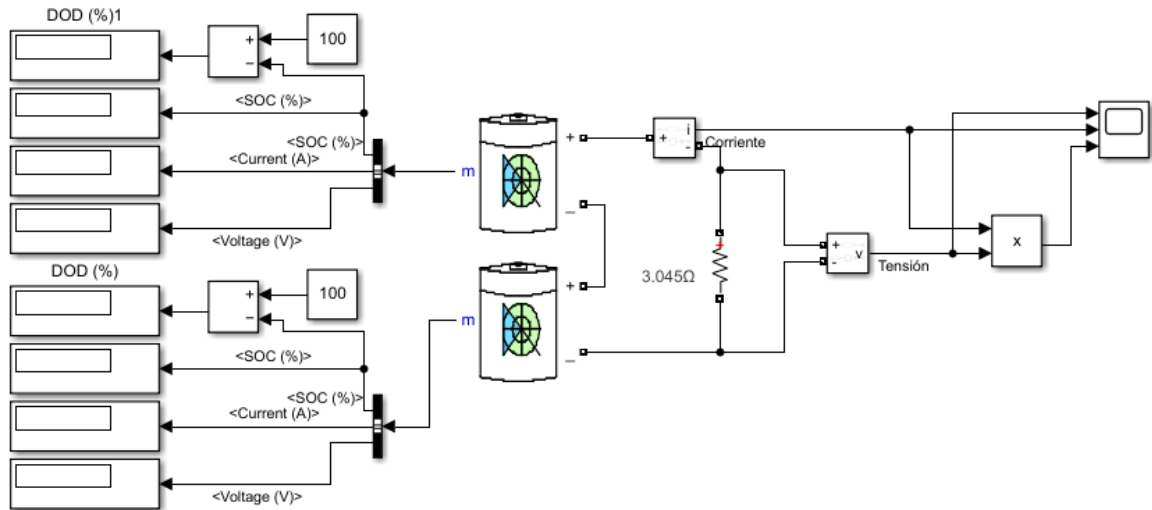 DOD (%)1
+
−
100
<SOC (%)>
<SOC (%)>
<Current (A)>
<Voltage (V)>
m
+
_
+ i
-
Corriente
DOD (%)
+
−
100
<SOC (%)>
<SOC (%)>
<Current (A)>
<Voltage (V)>
m
+
_
+
3.045Ω
+
-
v
Tensión
x